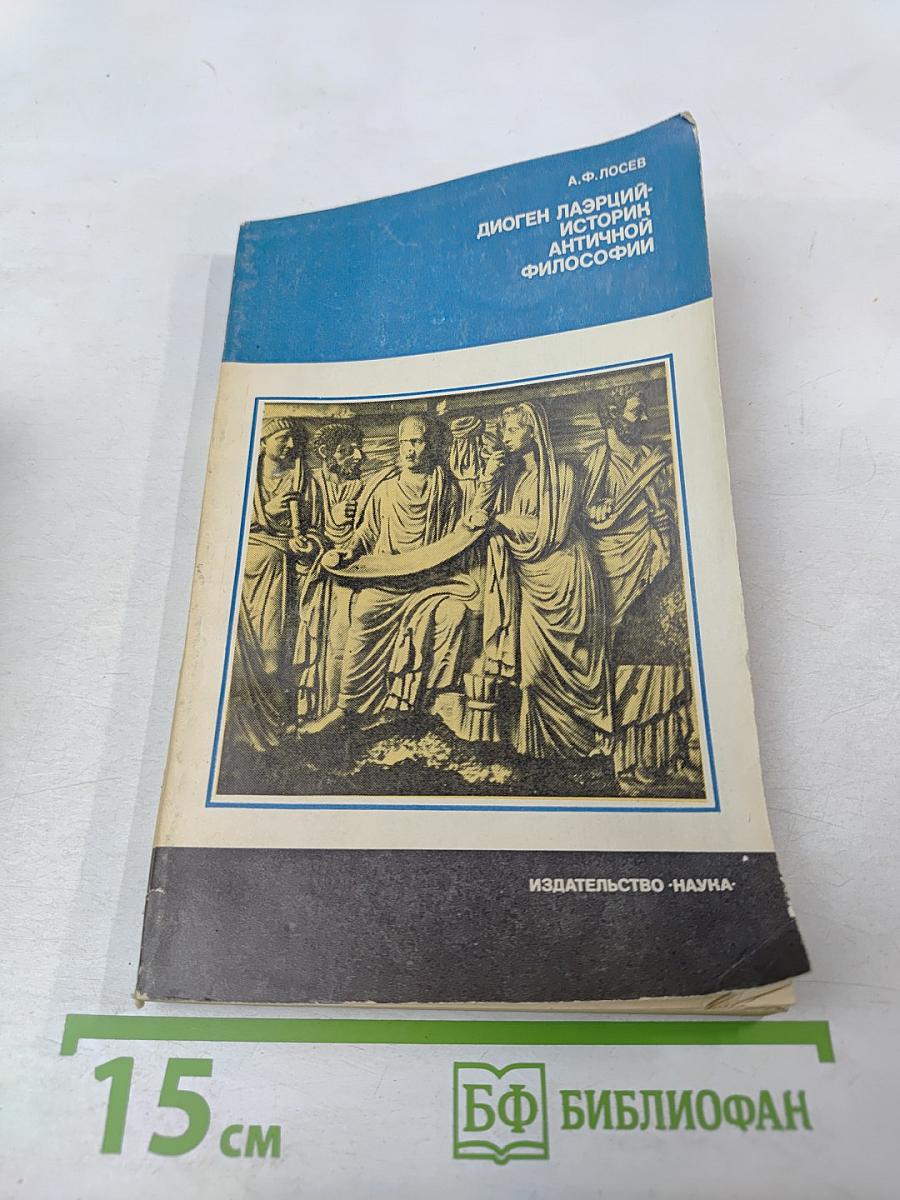 А.Ф.ЛОСЕВ
ДИОГЕН ЛАЭРЦИЙ-
ИСТОРИК
АНТИЧНОЙ
ФИЛОСОФИИ
ИЗДАТЕЛЬСТВО «НАУКА»
15 см
БФ БИБЛИОФАН